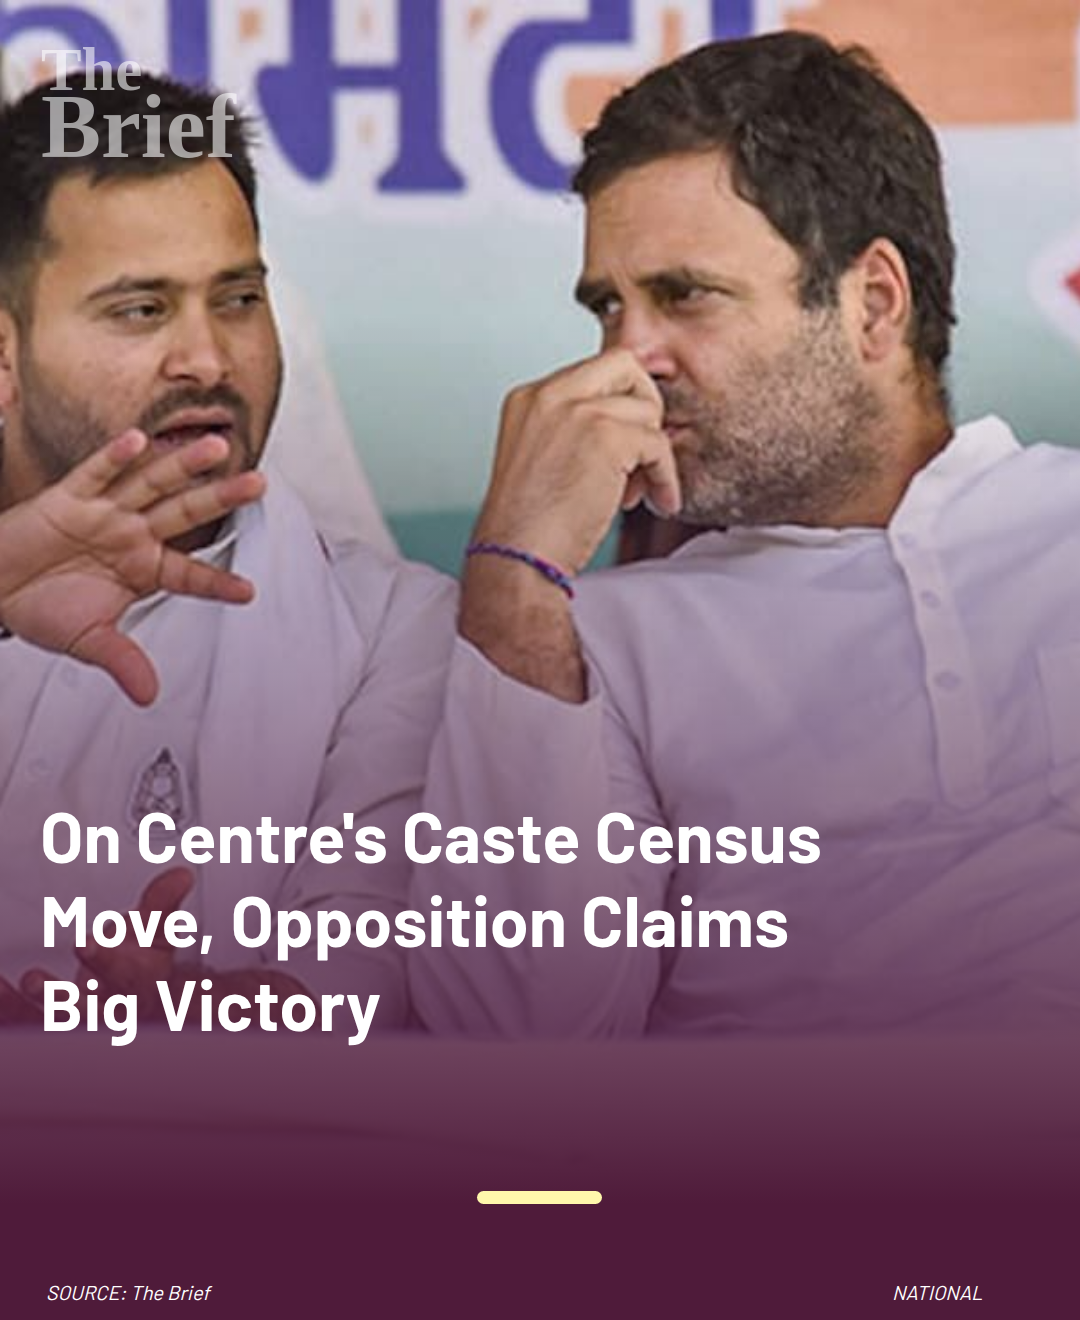 The
Brief
On Centre's Caste Census
Move, Opposition Claims
Big Victory
SOURCE: The Brief
NATIONAL